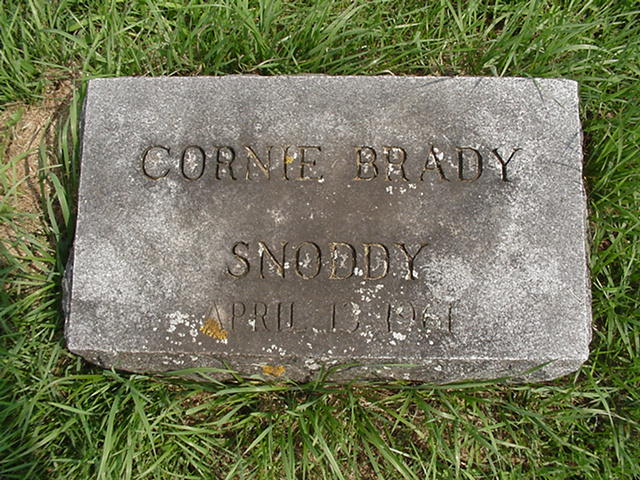 CORNIE BRADY
SNODDY
APRIL 13 1961